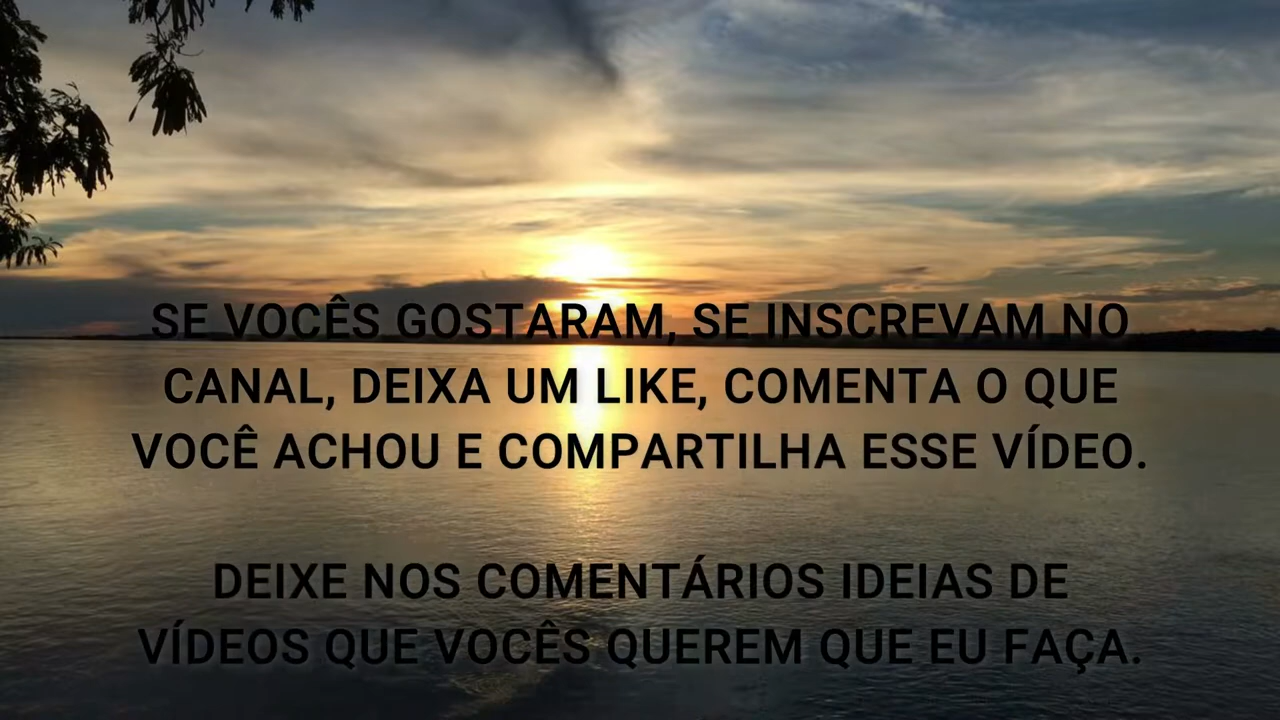 SE VOCÊS GOSTARAM, SE INSCREVAM NO
CANAL, DEIXA UM LIKE, COMENTA O QUE
VOCÊ ACHOU E COMPARTILHA ESSE VÍDEO.
DEIXE NOS COMENTÁRIOS IDEIAS DE
VÍDEOS QUE VOCÊS QUEREM QUE EU FAÇA.